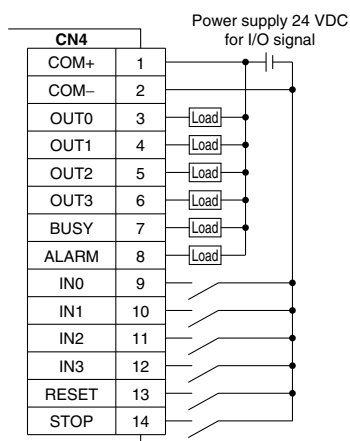 Power supply 24 VDC
for I/O signal
CN4
COM+ 1
COM– 2
OUT0 3 Load
OUT1 4 Load
OUT2 5 Load
OUT3 6 Load
BUSY 7 Load
ALARM 8 Load
IN0 9
IN1 10
IN2 11
IN3 12
RESET 13
STOP 14